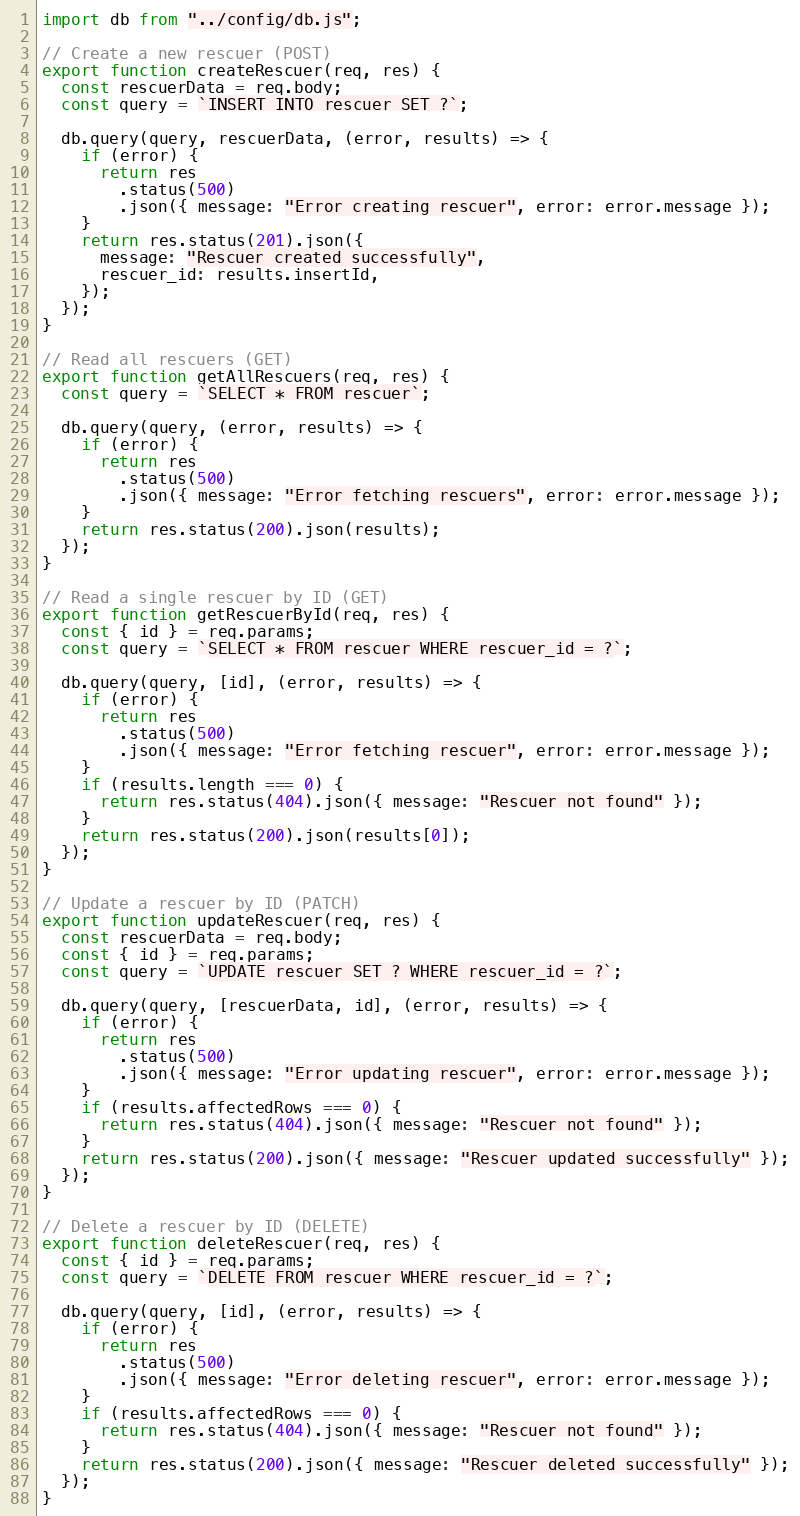 1 import db from "../config/db.js";
2
3 // Create a new rescuer (POST)
4 export function createRescuer(req, res) {
5   const rescuerData = req.body;
6   const query = `INSERT INTO rescuer SET ?`;
7
8   db.query(query, rescuerData, (error, results) => {
9     if (error) {
10       return res
11         .status(500)
12         .json({ message: "Error creating rescuer", error: error.message });
13     }
14     return res.status(201).json({
15       message: "Rescuer created successfully",
16       rescuer_id: results.insertId,
17     });
18   });
19 }
20
21 // Read all rescuers (GET)
22 export function getAllRescuers(req, res) {
23   const query = `SELECT * FROM rescuer`;
24
25   db.query(query, (error, results) => {
26     if (error) {
27       return res
28         .status(500)
29         .json({ message: "Error fetching rescuers", error: error.message });
30     }
31     return res.status(200).json(results);
32   });
33 }
34
35 // Read a single rescuer by ID (GET)
36 export function getRescuerById(req, res) {
37   const { id } = req.params;
38   const query = `SELECT * FROM rescuer WHERE rescuer_id = ?`;
39
40   db.query(query, [id], (error, results) => {
41     if (error) {
42       return res
43         .status(500)
44         .json({ message: "Error fetching rescuer", error: error.message });
45     }
46     if (results.length === 0) {
47       return res.status(404).json({ message: "Rescuer not found" });
48     }
49     return res.status(200).json(results[0]);
50   });
51 }
52
53 // Update a rescuer by ID (PATCH)
54 export function updateRescuer(req, res) {
55   const rescuerData = req.body;
56   const { id } = req.params;
57   const query = `UPDATE rescuer SET ? WHERE rescuer_id = ?`;
58
59   db.query(query, [rescuerData, id], (error, results) => {
60     if (error) {
61       return res
62         .status(500)
63         .json({ message: "Error updating rescuer", error: error.message });
64     }
65     if (results.affectedRows === 0) {
66       return res.status(404).json({ message: "Rescuer not found" });
67     }
68     return res.status(200).json({ message: "Rescuer updated successfully" });
69   });
70 }
71
72 // Delete a rescuer by ID (DELETE)
73 export function deleteRescuer(req, res) {
74   const { id } = req.params;
75   const query = `DELETE FROM rescuer WHERE rescuer_id = ?`;
76
77   db.query(query, [id], (error, results) => {
78     if (error) {
79       return res
80         .status(500)
81         .json({ message: "Error deleting rescuer", error: error.message });
82     }
83     if (results.affectedRows === 0) {
84       return res.status(404).json({ message: "Rescuer not found" });
85     }
86     return res.status(200).json({ message: "Rescuer deleted successfully" });
87   });
88 }